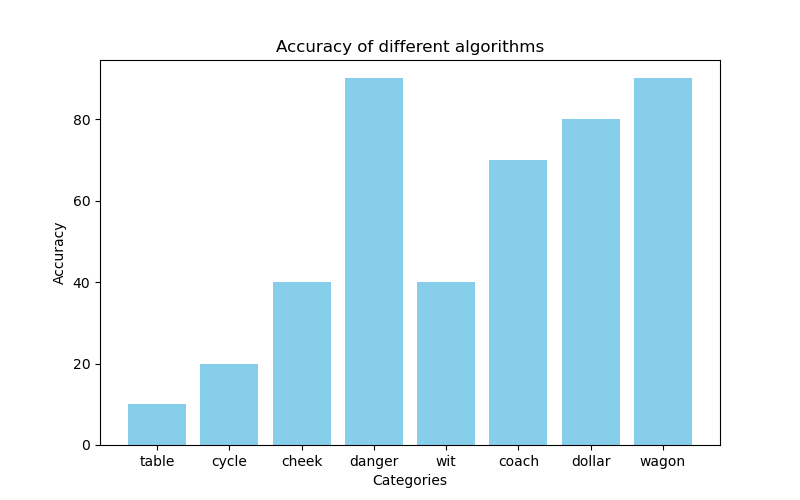 Accuracy of different algorithms
Accuracy
80
60
40
20
0
table cycle cheek danger wit coach dollar wagon
Categories